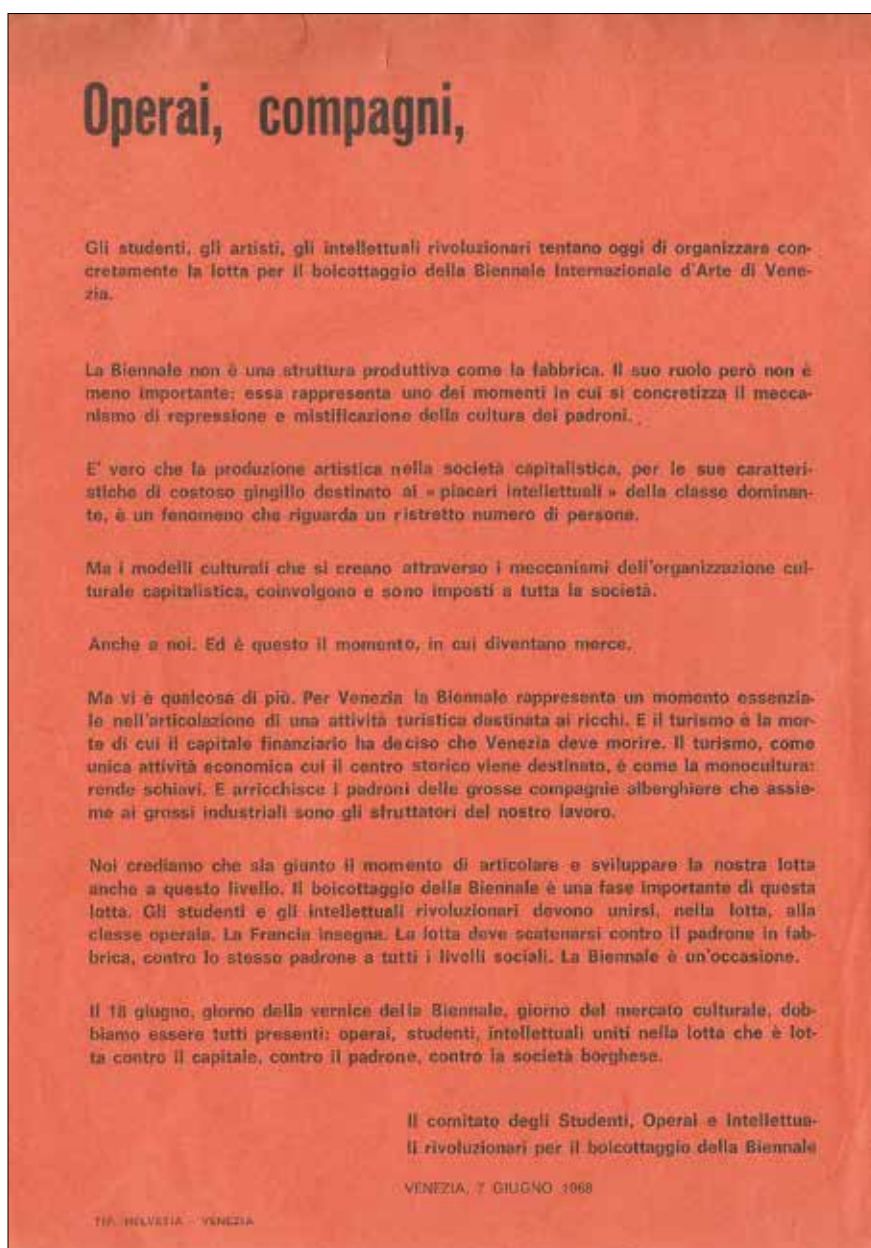 Operai, compagni,
Gli studenti, gli artisti, gli intellettuali rivoluzionari tentano oggi di organizzare con-
cretamente la lotta per il boicottaggio della Biennale Internazionale d'Arte di Vene-
zia.
La Biennale non è una struttura produttiva come la fabbrica. Il suo ruolo però non è
meno importante: essa rappresenta uno dei momenti in cui si concretizza il mecca-
nismo di repressione e mistificazione della cultura dei padroni.
E' vero che la produzione artistica nella società capitalistica, per le sue caratteri-
stiche di costoso gingillo destinato ai « piaceri intellettuali » della classe dominan-
te, è un fenomeno che riguarda un ristretto numero di persone.
Ma i modelli culturali che si creano attraverso i meccanismi dell'organizzazione cul-
turale capitalistica, coinvolgono e sono imposti a tutta la società.
Anche a noi. Ed è questo il momento, in cui diventano merce.
Ma vi è qualcosa di più. Per Venezia la Biennale rappresenta un momento essenzia-
le nell'articolazione di una attività turistica destinata ai ricchi. E il turismo è la mor-
te di cui il capitale finanziario ha deciso che Venezia deve morire. Il turismo, come
unica attività economica cui il centro storico viene destinato, è come la monocultura:
rende schiavi. E arricchisce i padroni delle grosse compagnie alberghiere che assie-
me ai grossi industriali sono gli sfruttatori del nostro lavoro.
Noi crediamo che sia giunto il momento di articolare e sviluppare la nostra lotta
anche a questo livello. Il boicottaggio della Biennale è una fase importante di questa
lotta. Gli studenti e gli intellettuali rivoluzionari devono unirsi, nella lotta, alla
classe operaia. La Francia insegna. La lotta deve scatenarsi contro il padrone in fab-
brica, contro lo stesso padrone a tutti i livelli sociali. La Biennale è un'occasione.
Il 18 giugno, giorno della vernice della Biennale, giorno del mercato culturale, dob-
biamo essere tutti presenti: operai, studenti, intellettuali uniti nella lotta che è lot-
ta contro il capitale, contro il padrone, contro la società borghese.
Il comitato degli Studenti, Operai e Intellettua-
li rivoluzionari per il boicottaggio della Biennale
VENEZIA, 7 GIUGNO 1968
TIP. HELVETIA - VENEZIA